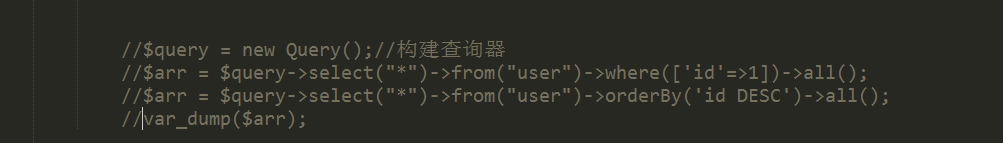 //$query = new Query();//构建查询器
//$arr = $query->select("*")->from("user")->where(['id'=>1])->all();
//$arr = $query->select("*")->from("user")->orderBy('id DESC')->all();
//var_dump($arr);